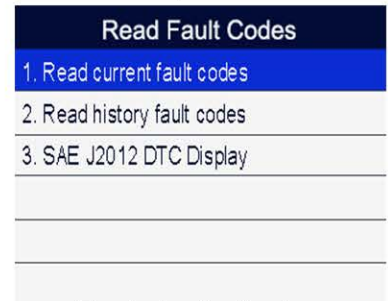 Read Fault Codes
1. Read current fault codes
2. Read history fault codes
3. SAE J2012 DTC Display